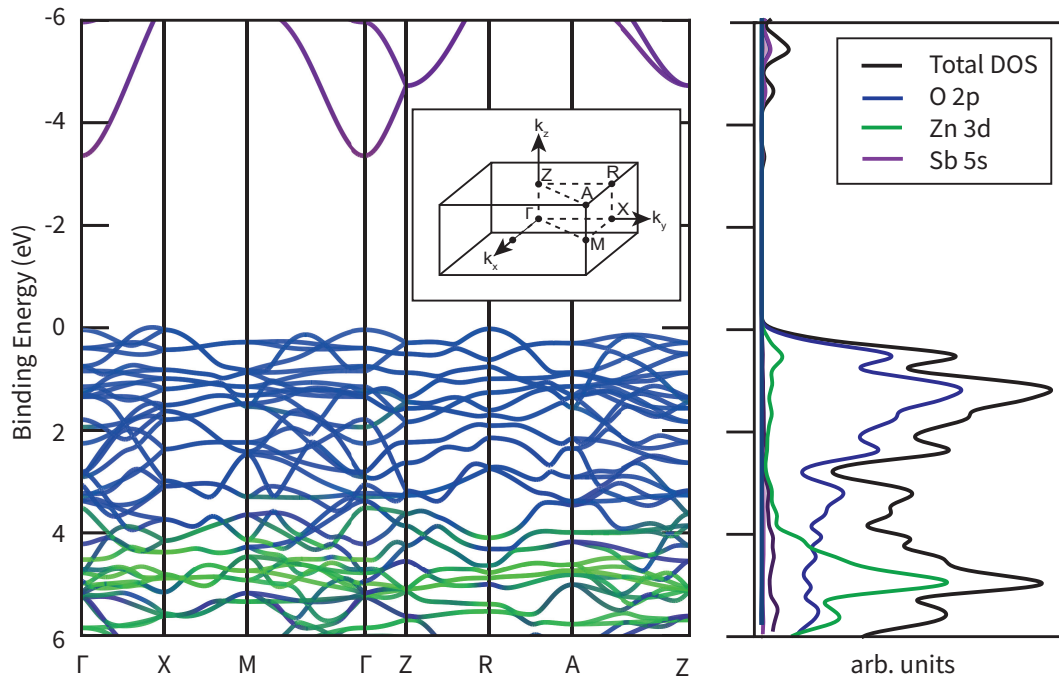 -6
-4
-2
0
2
4
6
Binding Energy (eV)
Γ X M Γ Z R A Z
k_z
Z R
A
Γ X
k_y
M
k_x
Total DOS
O 2p
Zn 3d
Sb 5s
arb. units